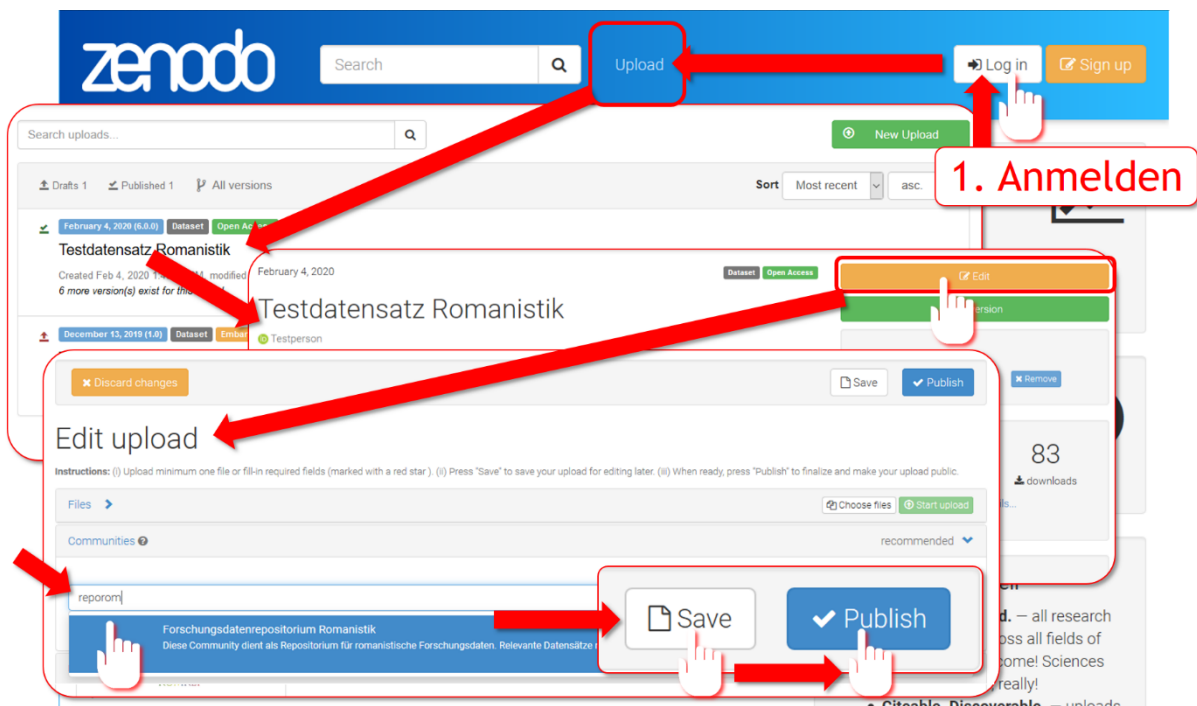 zenodo
Search
Upload
Log in
Sign up
Search uploads...
New Upload
1. Anmelden
Drafts 1 Published 1 All versions
Sort Most recent asc.
February 4, 2020 (6.0.0) Dataset Open
Testdatensatz Romanistik
Created Feb 4, 2020 modified
6 more version(s) exist for
February 4, 2020
Dataset Open Access
Edit
Testdatensatz Romanistik
Testperson
December 13, 2019 (1.0) Dataset
Discard changes
Save
Publish
Remove
Edit upload
83
downloads
Instructions: (i) Upload minimum one file or fill-in required fields (marked with a red star ). (ii) Press "Save" to save your upload for editing later. (iii) When ready, press "Publish" to finalize and make your upload public.
Files
Choose files
Start upload
Communities
recommended
reporom
Forschungsdatenrepositorium Romanistik
Diese Community dient als Repositorium für romanistische Forschungsdaten. Relevante Datensätze
Save
Publish
d. — all research
oss all fields of
come! Sciences
really!
Citeable. Discoverable. — uploads